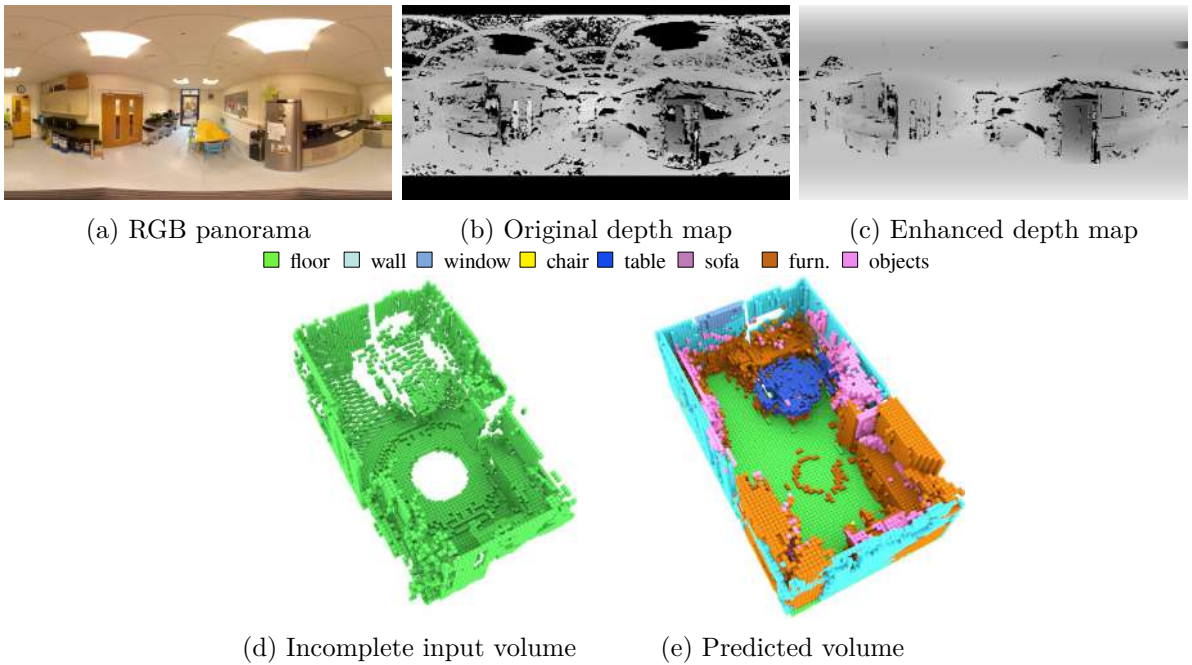 (a) RGB panorama (b) Original depth map (c) Enhanced depth map
floor wall window chair table sofa furn. objects
(d) Incomplete input volume (e) Predicted volume